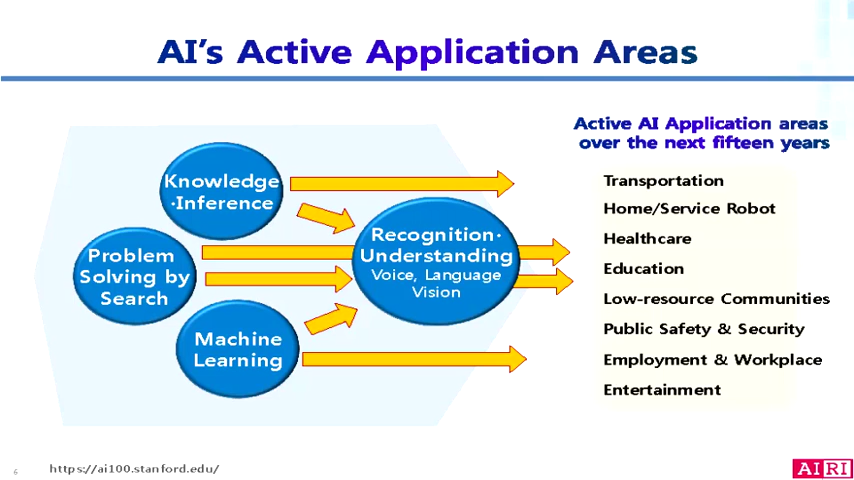 AI's Active Application Areas
Active AI Application areas
over the next fifteen years
Knowledge
·Inference
Problem
Solving by
Search
Machine
Learning
Recognition·
Understanding
Voice, Language
Vision
Transportation
Home/Service Robot
Healthcare
Education
Low-resource Communities
Public Safety & Security
Employment & Workplace
Entertainment
6
https://ai100.stanford.edu/
AIRI